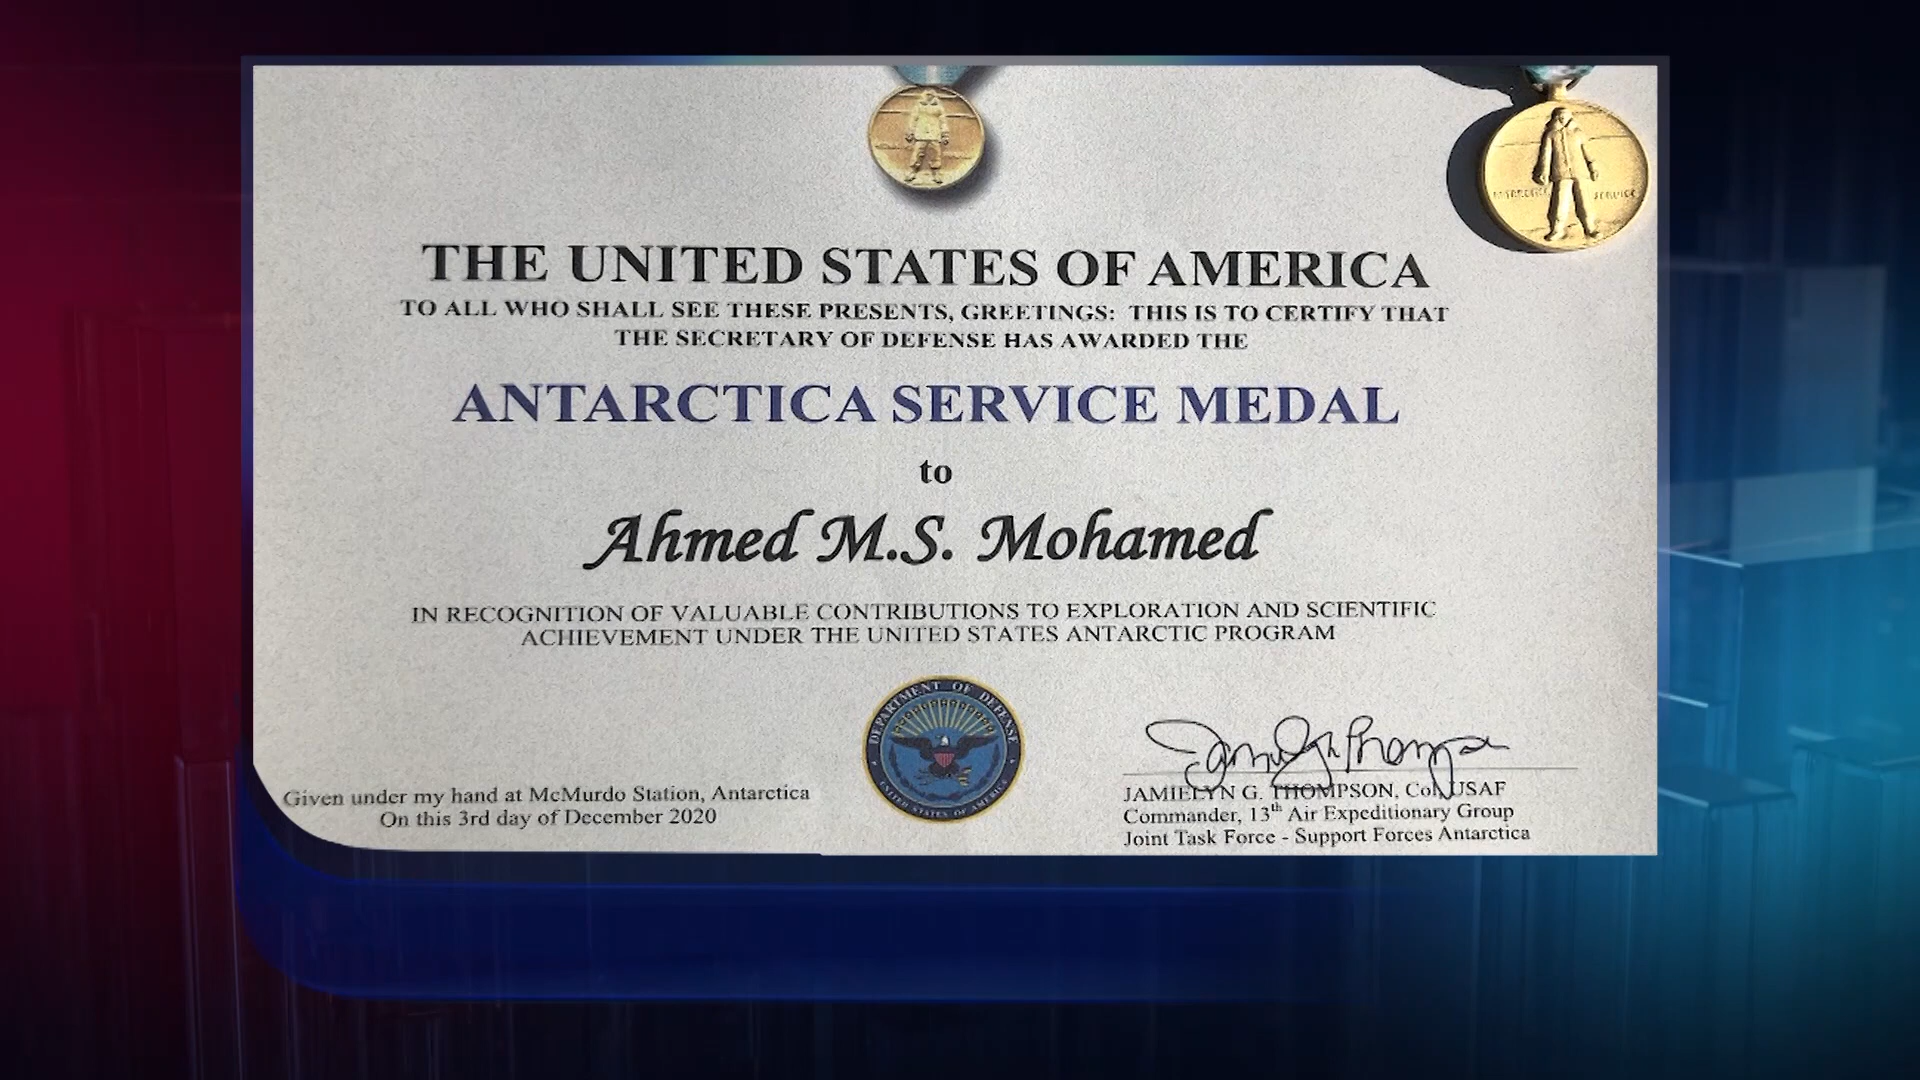 THE UNITED STATES OF AMERICA
TO ALL WHO SHALL SEE THESE PRESENTS, GREETINGS: THIS IS TO CERTIFY THAT
THE SECRETARY OF DEFENSE HAS AWARDED THE
ANTARCTICA SERVICE MEDAL
to
Ahmed M.S. Mohamed
IN RECOGNITION OF VALUABLE CONTRIBUTIONS TO EXPLORATION AND SCIENTIFIC
ACHIEVEMENT UNDER THE UNITED STATES ANTARCTIC PROGRAM
DEPARTMENT OF DEFENSE
UNITED STATES OF AMERICA
Given under my hand at McMurdo Station, Antarctica
On this 3rd day of December 2020
JAMIELYN G. THOMPSON, Col, USAF
Commander, 13th Air Expeditionary Group
Joint Task Force - Support Forces Antarctica